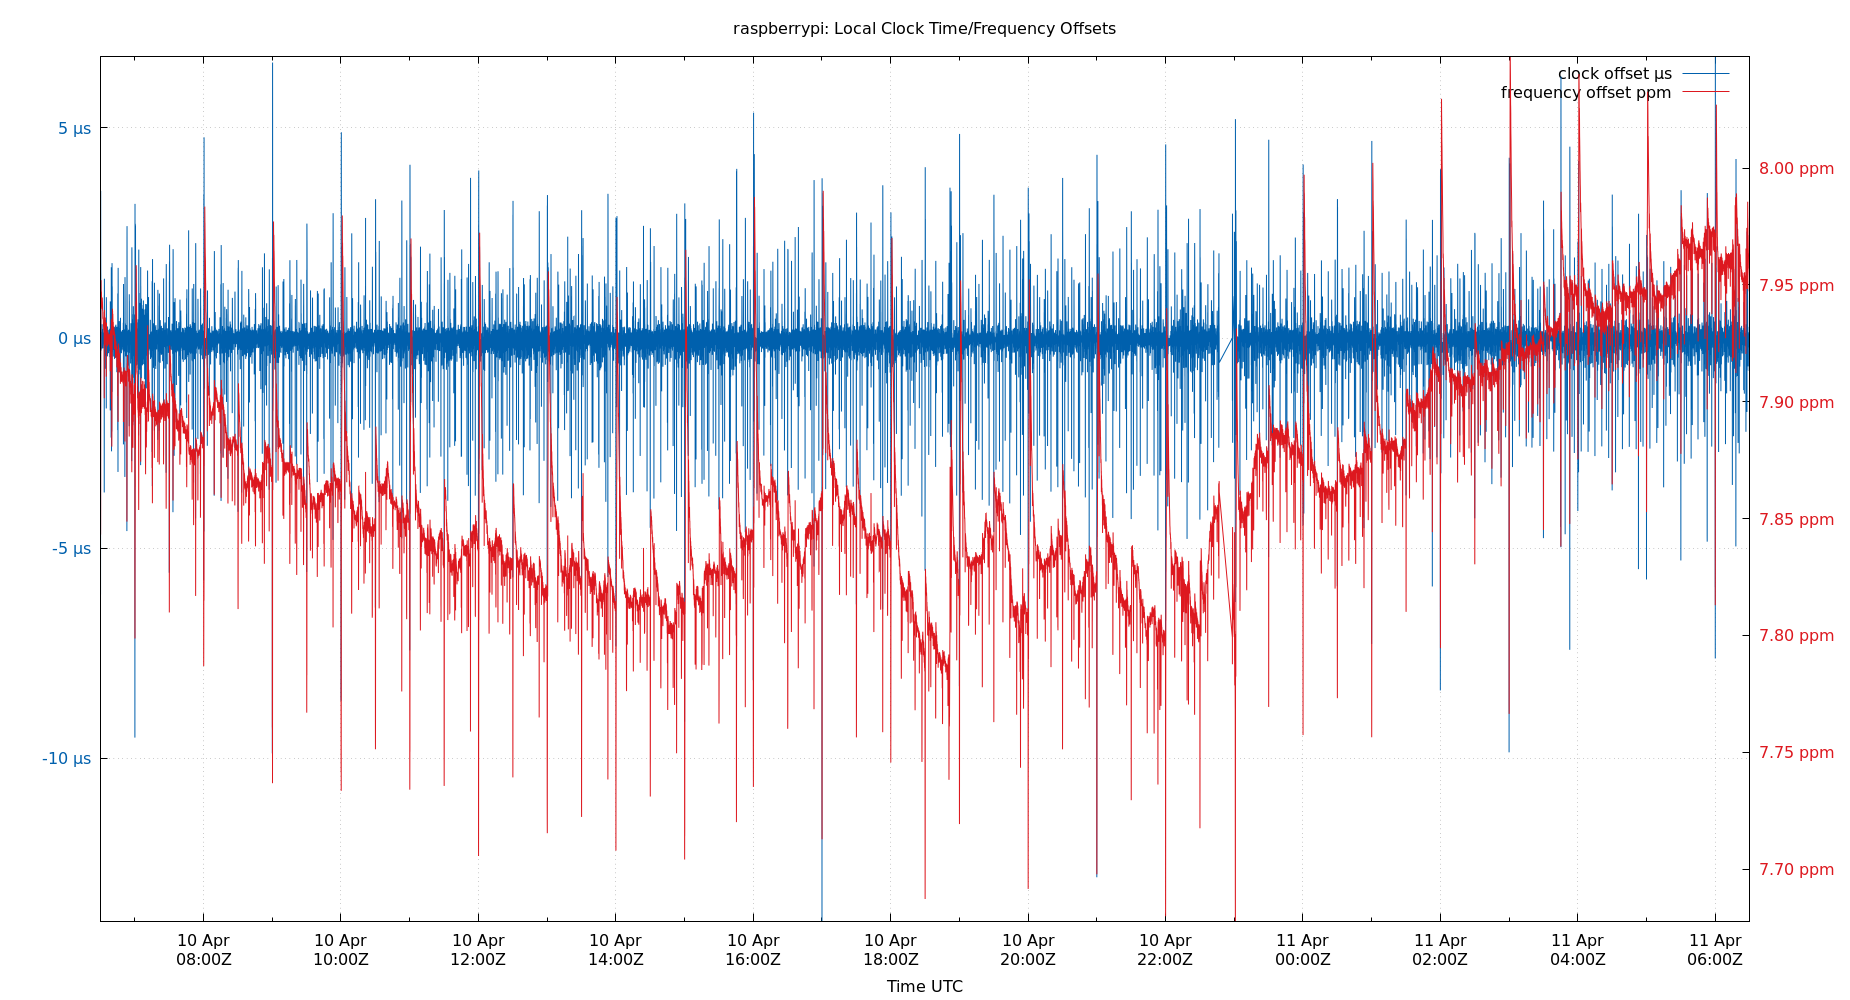 raspberrypi: Local Clock Time/Frequency Offsets
clock offset µs
frequency offset ppm
5 µs
0 µs
-5 µs
-10 µs
8.00 ppm
7.95 ppm
7.90 ppm
7.85 ppm
7.80 ppm
7.75 ppm
7.70 ppm
10 Apr 10 Apr 10 Apr 10 Apr 10 Apr 10 Apr 10 Apr 10 Apr 11 Apr 11 Apr 11 Apr 11 Apr
08:00Z 10:00Z 12:00Z 14:00Z 16:00Z 18:00Z 20:00Z 22:00Z 00:00Z 02:00Z 04:00Z 06:00Z
Time UTC